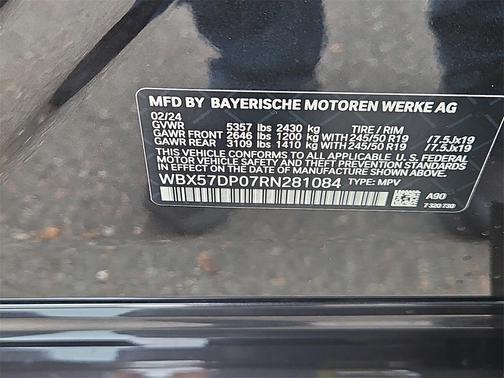 MFD BY BAYERISCHE MOTOREN WERKE AG
02/24
GVWR 5357 lbs 2430 kg TIRE / RIM
GAWR FRONT 2646 lbs 1200 kg WITH 245/50 R19 /7.5Jx19
GAWR REAR 3109 lbs 1410 kg WITH 245/50 R19 /7.5Jx19
THIS VEHICLE CONFORMS TO ALL APPLICABLE U. S. FEDERAL
MOTOR VEHICLE SAFETY AND THEFT PREVENTION STANDARDS
IN EFFECT ON THE DATE OF MANUFACTURE SHOWN ABOVE.
WBX57DP07RN281084 TYPE: MPV
A90
7 320 730